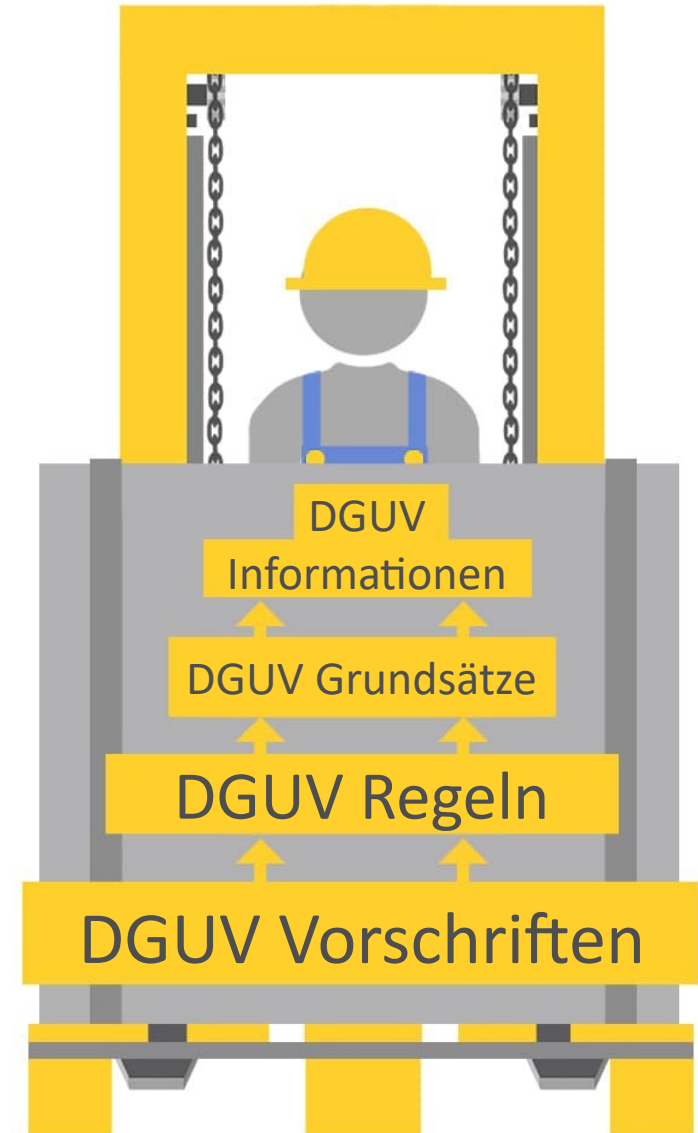 DGUV
Informationen
DGUV Grundsätze
DGUV Regeln
DGUV Vorschriften